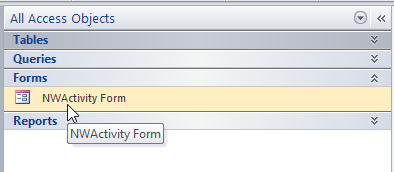 All Access Objects
Tables
Queries
Forms
NWActivity Form
Reports
NWActivity Form